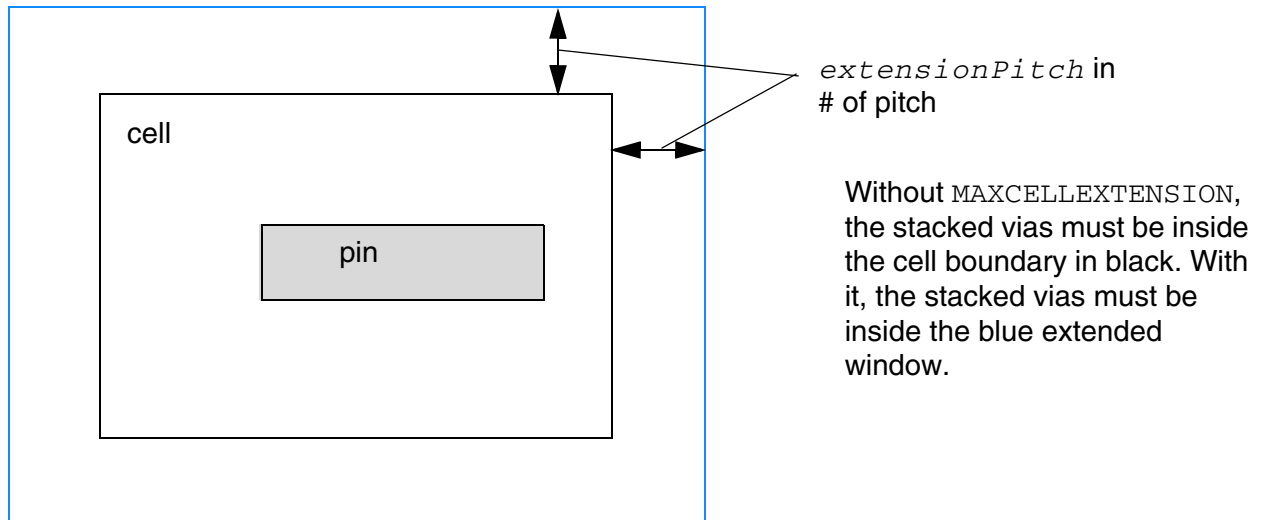 extensionPitch in
# of pitch
cell
Without MAXCELLEXTENSION,
the stacked vias must be inside
the cell boundary in black. With
it, the stacked vias must be
inside the blue extended
window.
pin